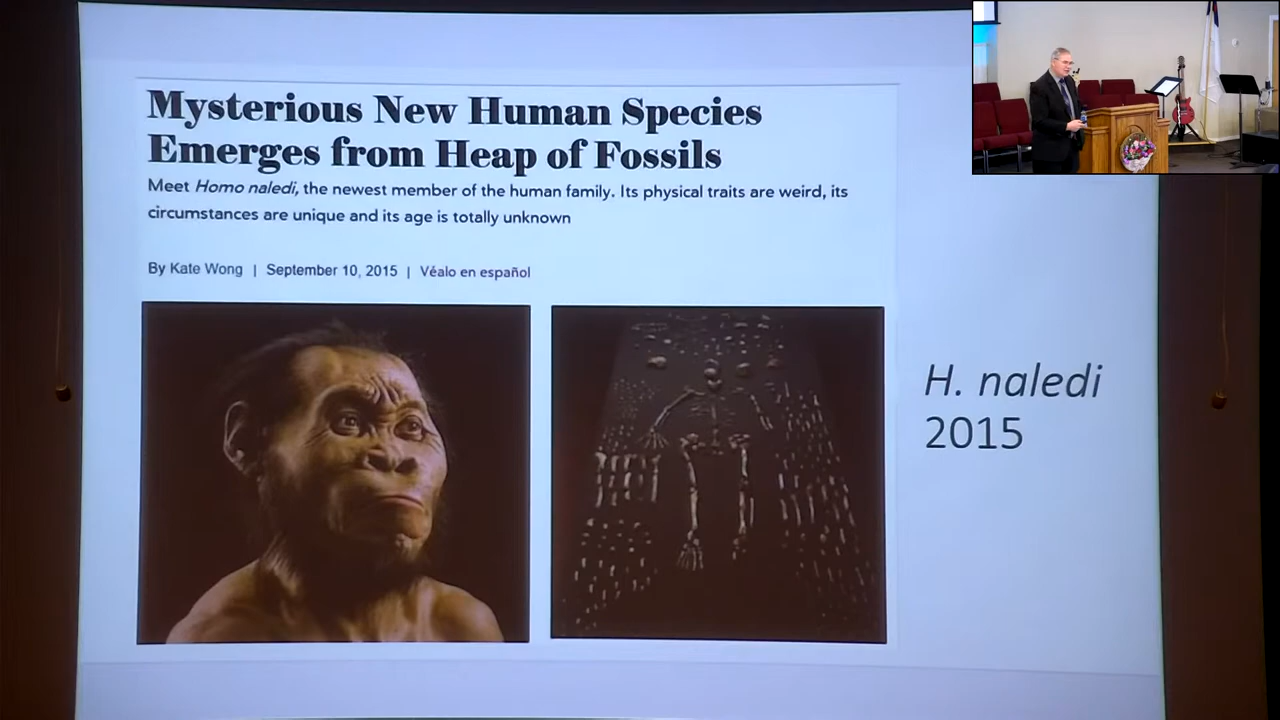 Mysterious New Human Species
Emerges from Heap of Fossils
Meet Homo naledi, the newest member of the human family. Its physical traits are weird, its
circumstances are unique and its age is totally unknown
By Kate Wong | September 10, 2015 | Véalo en español
H. naledi
2015